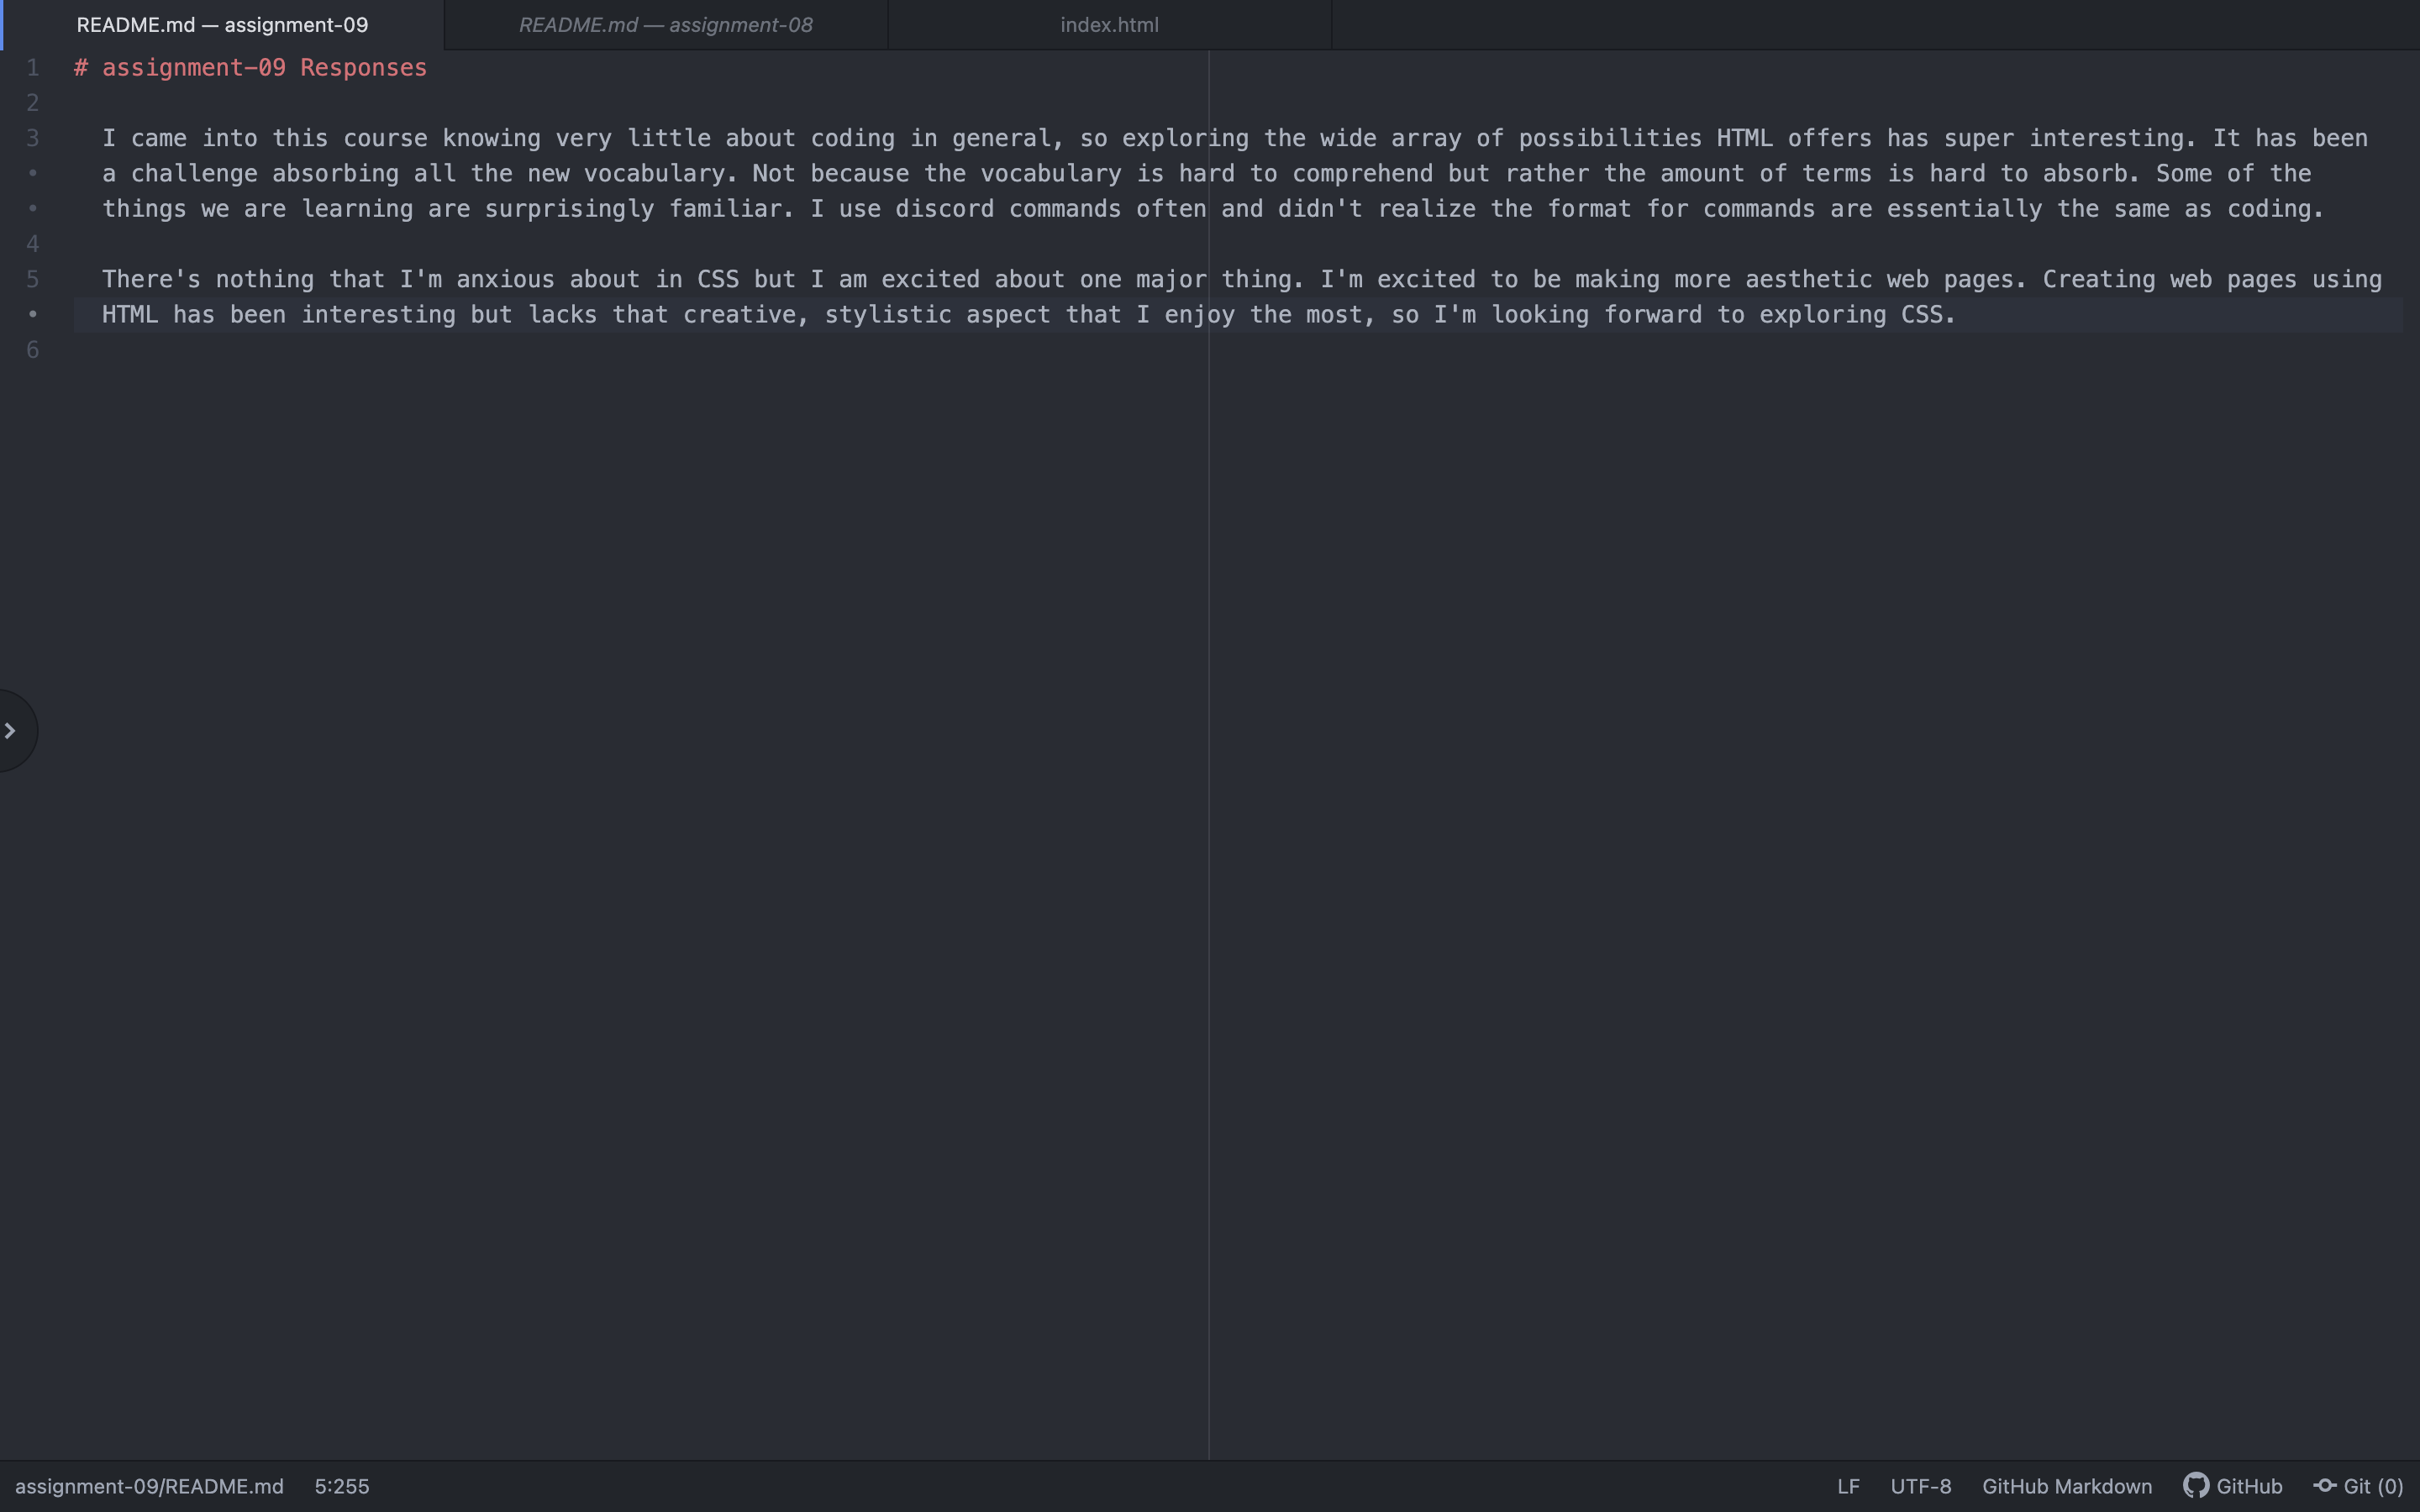 README.md — assignment-09
README.md — assignment-08
index.html
1 # assignment-09 Responses
2
3 I came into this course knowing very little about coding in general, so exploring the wide array of possibilities HTML offers has super interesting. It has been
• a challenge absorbing all the new vocabulary. Not because the vocabulary is hard to comprehend but rather the amount of terms is hard to absorb. Some of the
• things we are learning are surprisingly familiar. I use discord commands often and didn't realize the format for commands are essentially the same as coding.
4
5 There's nothing that I'm anxious about in CSS but I am excited about one major thing. I'm excited to be making more aesthetic web pages. Creating web pages using
• HTML has been interesting but lacks that creative, stylistic aspect that I enjoy the most, so I'm looking forward to exploring CSS.
6
assignment-09/README.md 5:255 LF UTF-8 GitHub Markdown GitHub Git (0)